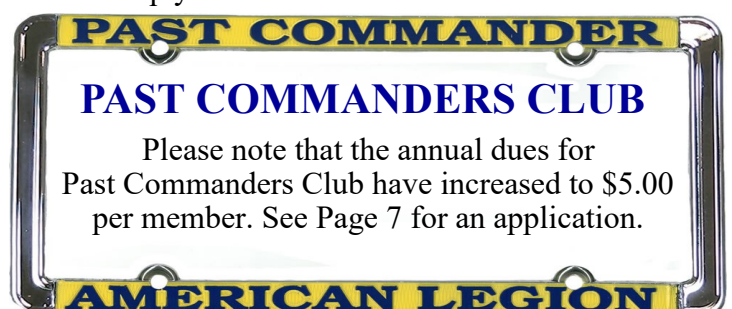 PAST COMMANDER
PAST COMMANDERS CLUB
Please note that the annual dues for
Past Commanders Club have increased to $5.00
per member. See Page 7 for an application.
AMERICAN LEGION